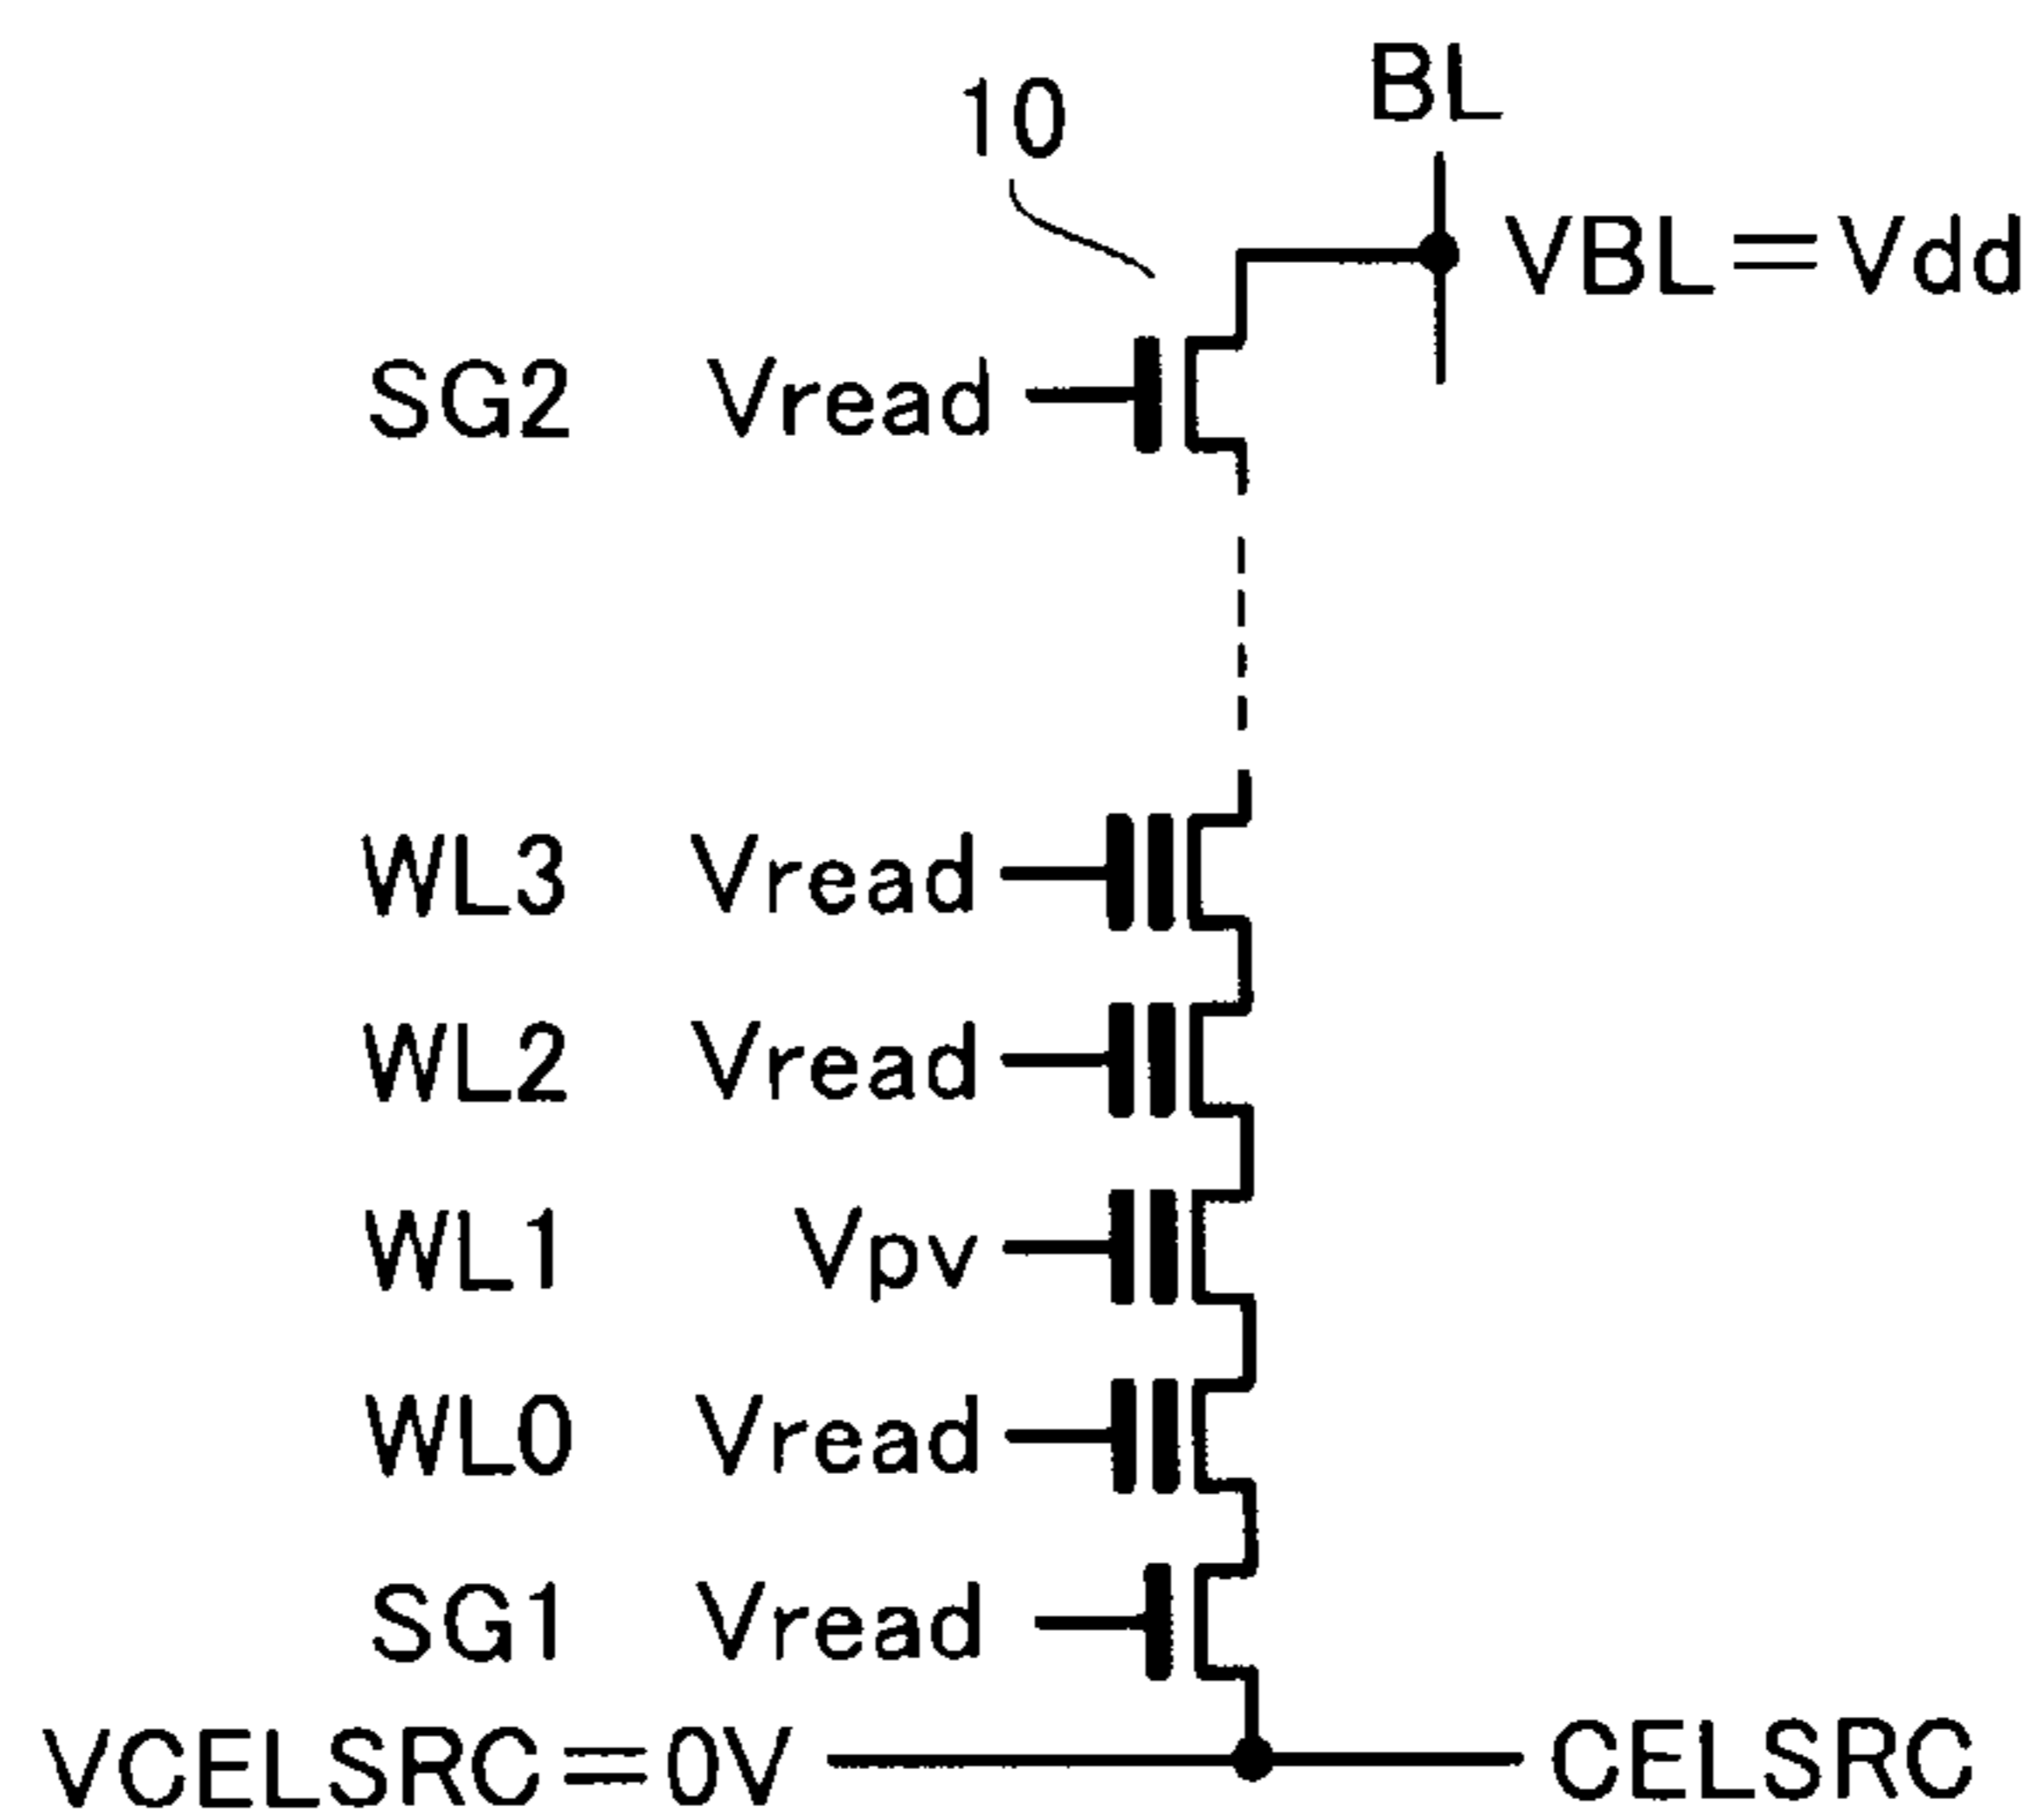 BL
10
VBL=Vdd
SG2 Vread
WL3 Vread
WL2 Vread
WL1 Vpv
WL0 Vread
SG1 Vread
VCELSRC=0V CELSRC